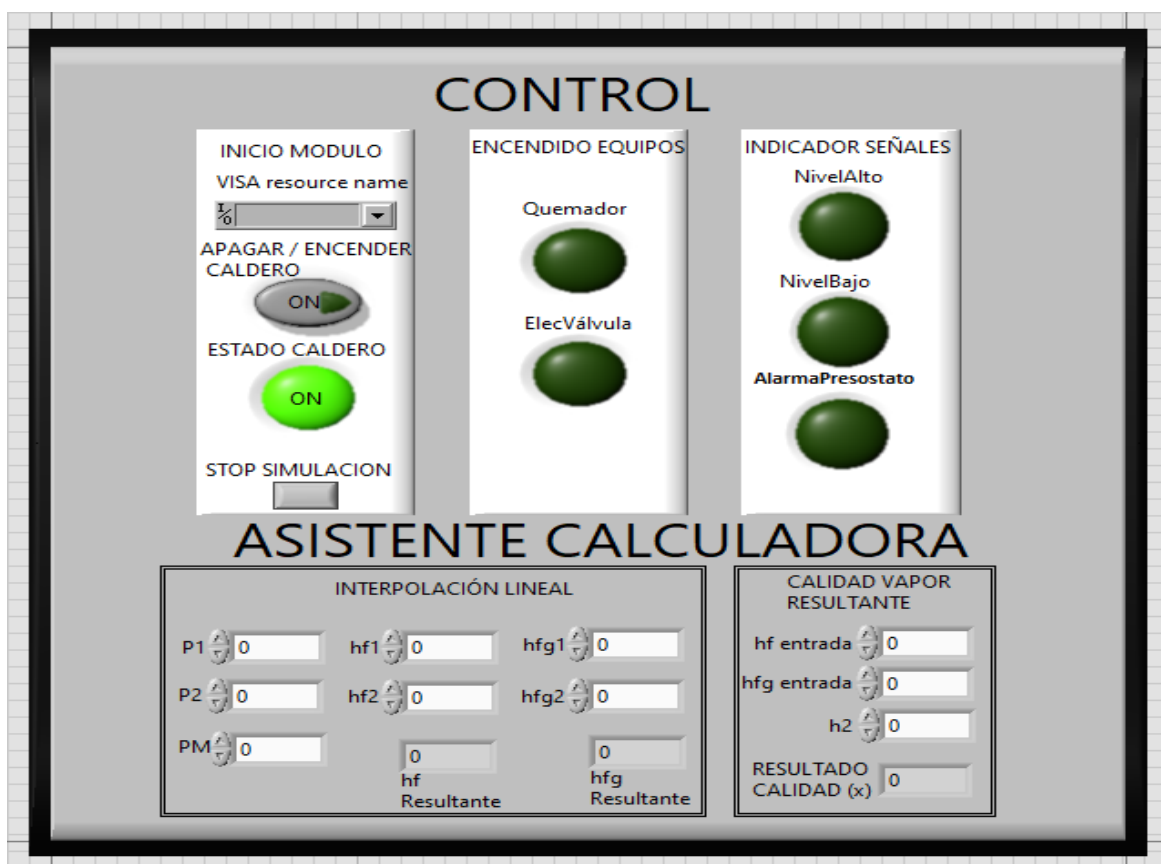 CONTROL
INICIO MODULO
VISA resource name
I/O
APAGAR / ENCENDER
CALDERO
ON
ESTADO CALDERO
ON
STOP SIMULACION
ENCENDIDO EQUIPOS
Quemador
ElecVálvula
INDICADOR SEÑALES
NivelAlto
NivelBajo
AlarmaPresostato
ASISTENTE CALCULADORA
INTERPOLACIÓN LINEAL
P1 0 hf1 0 hfg1 0
P2 0 hf2 0 hfg2 0
PM 0 0 0
hf hfg
Resultante Resultante
CALIDAD VAPOR
RESULTANTE
hf entrada 0
hfg entrada 0
h2 0
RESULTADO
CALIDAD (x) 0